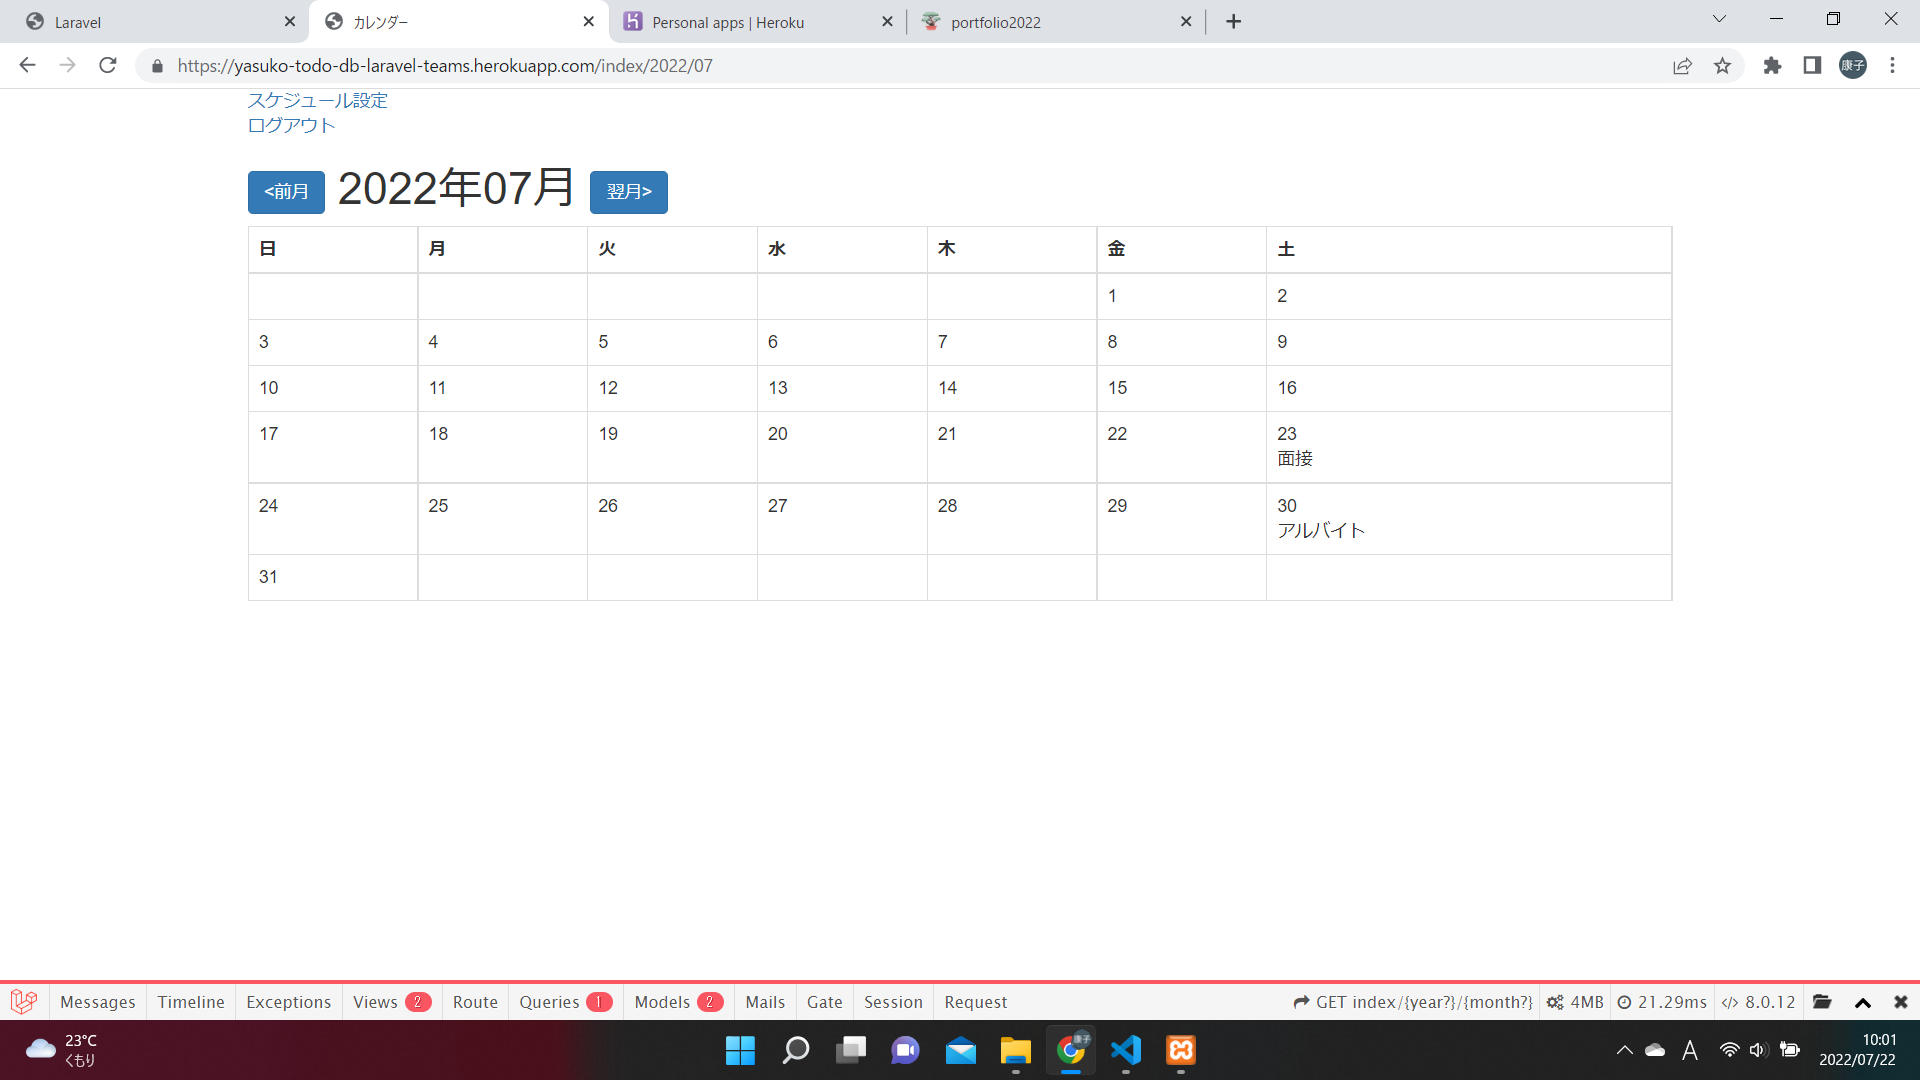 Laravel
カレンダー
Personal apps | Heroku
portfolio2022
https://yasuko-todo-db-laravel-teams.herokuapp.com/index/2022/07
康子
スケジュール設定
ログアウト
<前月 2022年07月 翌月>
日 月 火 水 木 金 土
1 2
3 4 5 6 7 8 9
10 11 12 13 14 15 16
17 18 19 20 21 22 23
面接
24 25 26 27 28 29 30
アルバイト
31
Messages Timeline Exceptions Views 2 Route Queries 1 Models 2 Mails Gate Session Request GET index/{year?}/{month?} 4MB 21.29ms 8.0.12
23°C
くもり
康子
A
10:01
2022/07/22